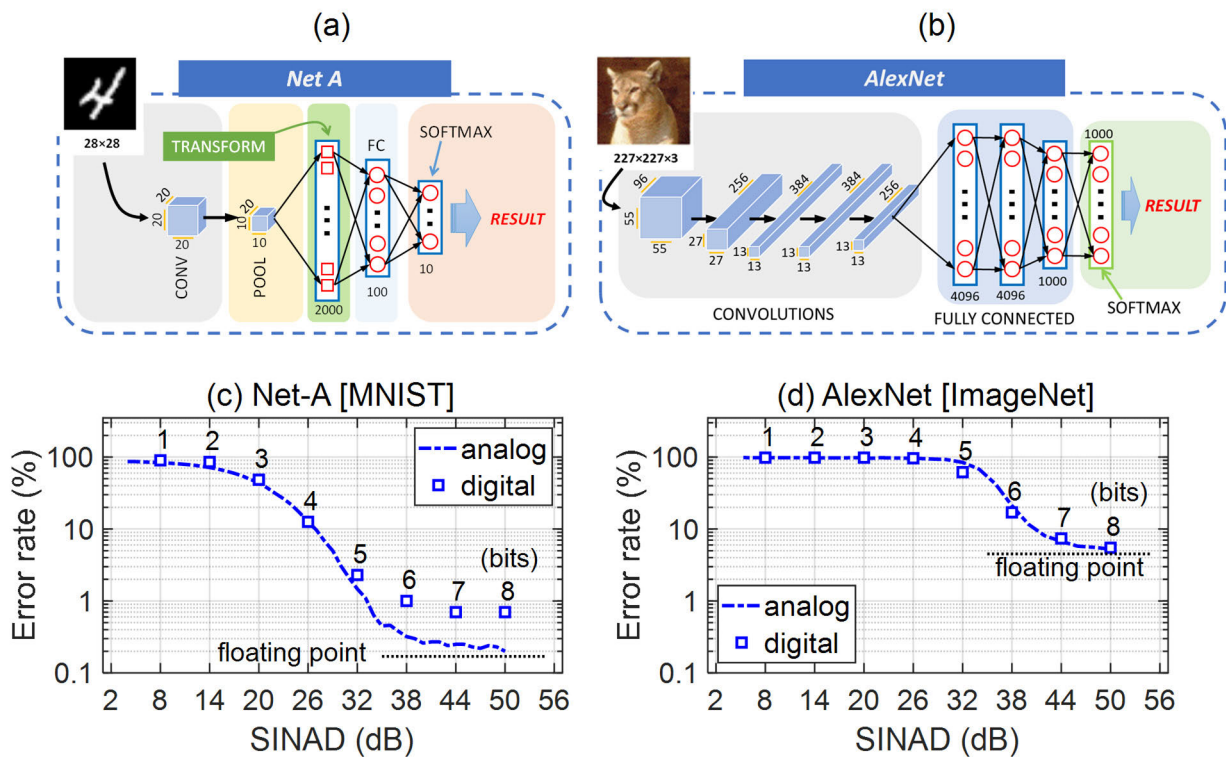 (a)
Net A
28×28
TRANSFORM
FC
SOFTMAX
20
20
20
CONV
20
10
10
POOL
2000
100
10
RESULT
(b)
AlexNet
227×227×3
96
55
55
256
27
27
384
13
13
384
13
13
256
13
13
CONVOLUTIONS
4096
4096
1000
FULLY CONNECTED
1000
SOFTMAX
RESULT
(c) Net-A [MNIST]
Error rate (%)
100
10
1
0.1
1
2
3
4
5
6
7
8
(bits)
analog
digital
floating point
2 8 14 20 26 32 38 44 50 56
SINAD (dB)
(d) AlexNet [ImageNet]
Error rate (%)
100
10
1
0.1
1
2
3
4
5
6
7
8
(bits)
floating point
analog
digital
2 8 14 20 26 32 38 44 50 56
SINAD (dB)